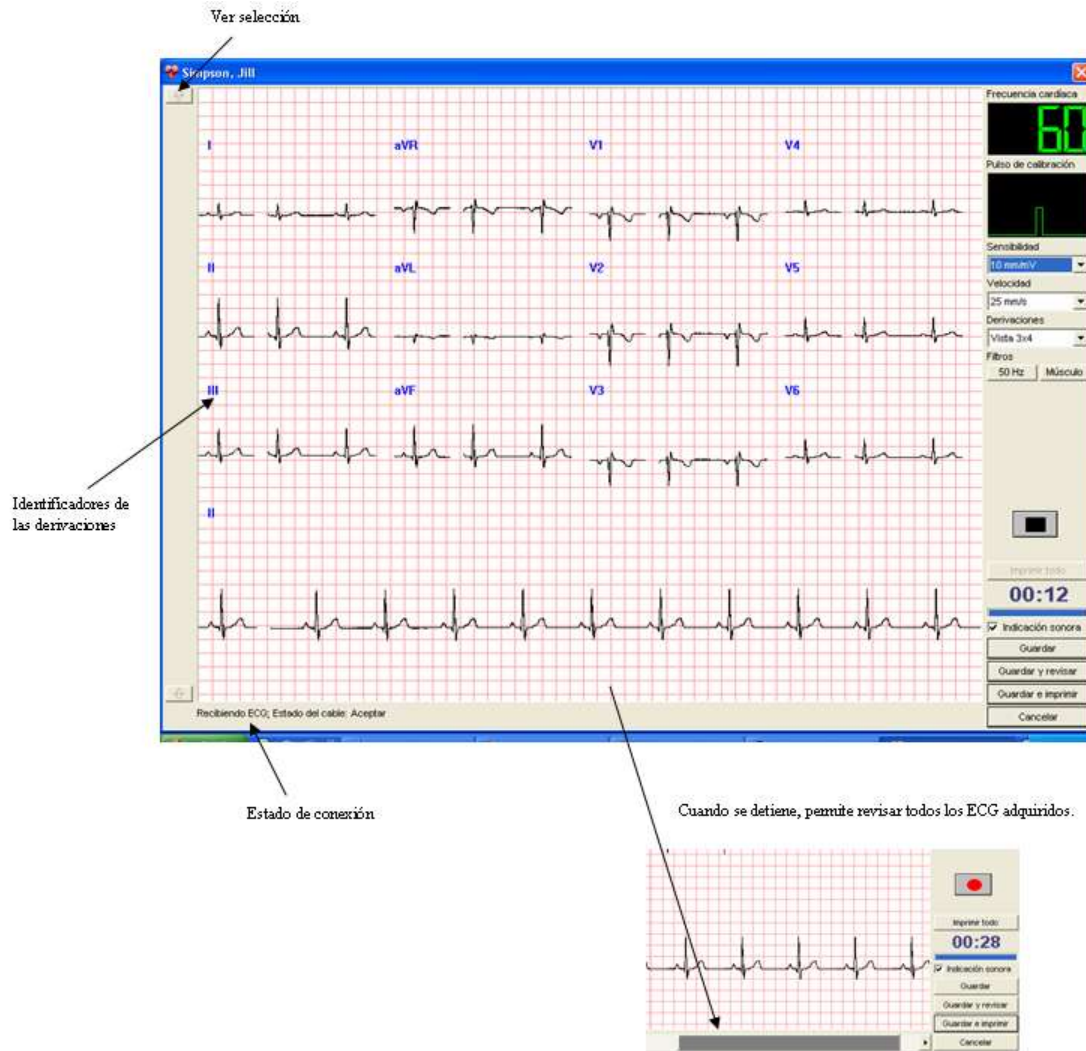 Ver selección
Simpson, Jill
Frecuencia cardíaca
60
I aVR V1 V4
Pulso de calibración
Sensibilidad
10 mm/mV
II aVL V2 V5
Velocidad
25 mm/s
Derivaciones
Vista 3x4
Filtros
50 Hz Músculo
III aVF V3 V6
Identificadores de
las derivaciones
II
Imprimir todo
00:12
Indicación sonora
Guardar
Guardar y revisar
Guardar e imprimir
Cancelar
Recibiendo ECG; Estado del cable: Aceptar
Estado de conexión
Cuando se detiene, permite revisar todos los ECG adquiridos.
Imprimir todo
00:28
Indicación sonora
Guardar
Guardar y revisar
Guardar e imprimir
Cancelar